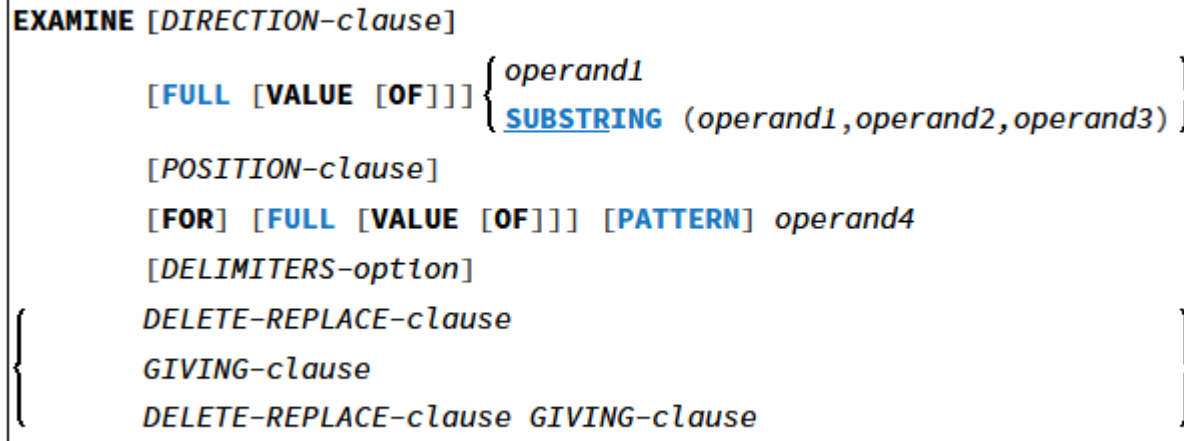 EXAMINE [DIRECTION-clause]
operand1
[FULL [VALUE [OF]]]
SUBSTRING (operand1,operand2,operand3)
[POSITION-clause]
[FOR] [FULL [VALUE [OF]]] [PATTERN] operand4
[DELIMITERS-option]
DELETE-REPLACE-clause
GIVING-clause
DELETE-REPLACE-clause GIVING-clause